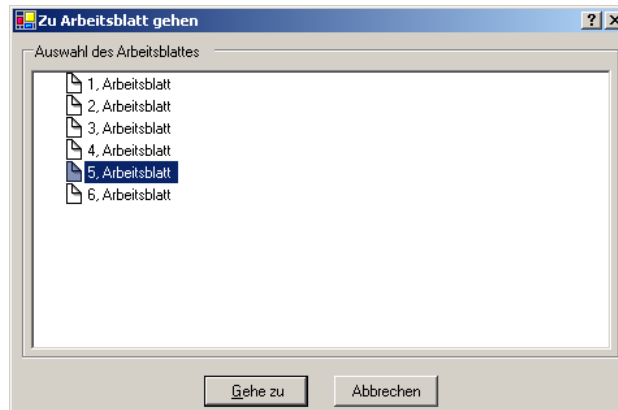 Zu Arbeitsblatt gehen
Auswahl des Arbeitsblattes
1, Arbeitsblatt
2, Arbeitsblatt
3, Arbeitsblatt
4, Arbeitsblatt
5, Arbeitsblatt
6, Arbeitsblatt
Gehe zu
Abbrechen